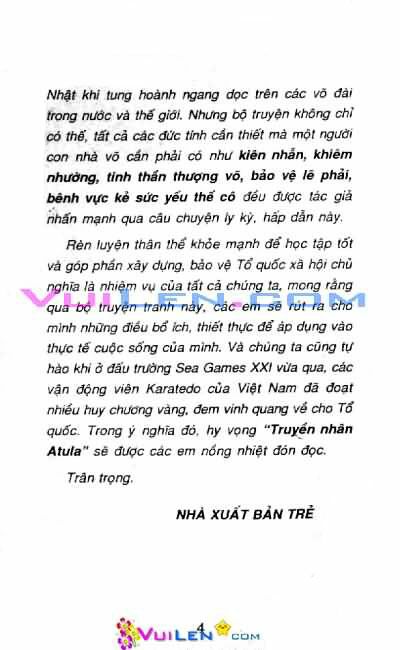 Nhật khi tung hoành ngang dọc trên các võ đài
trong nước và thế giới. Nhưng bộ truyện không chỉ
có thế, tất cả các đức tính cần thiết mà một người
con nhà võ cần phải có như kiên nhẫn, khiêm
nhường, tinh thần thượng võ, bảo vệ lẽ phải,
bênh vực kẻ sức yếu thế cô đều được tác giả
nhấn mạnh qua câu chuyện ly kỳ, hấp dẫn này.
Rèn luyện thân thể khỏe mạnh để học tập tốt
và góp phần xây dựng, bảo vệ Tổ quốc xã hội chủ
nghĩa là nhiệm vụ của tất cả chúng ta, mong rằng
qua bộ truyện tranh này, các em sẽ rút ra cho
VUILEN.COM
mình những điều bổ ích, thiết thực để áp dụng vào
thực tế cuộc sống của mình. Và chúng ta cũng tự
hào khi ở đấu trường Sea Games XXI vừa qua, các
vận động viên Karatedo của Việt Nam đã đoạt
nhiều huy chương vàng, đem vinh quang về cho Tổ
quốc. Trong ý nghĩa đó, hy vọng "Truyền nhân
Atula" sẽ được các em nồng nhiệt đón đọc.
Trân trọng.
NHÀ XUẤT BẢN TRẺ
4
VUILEN.COM